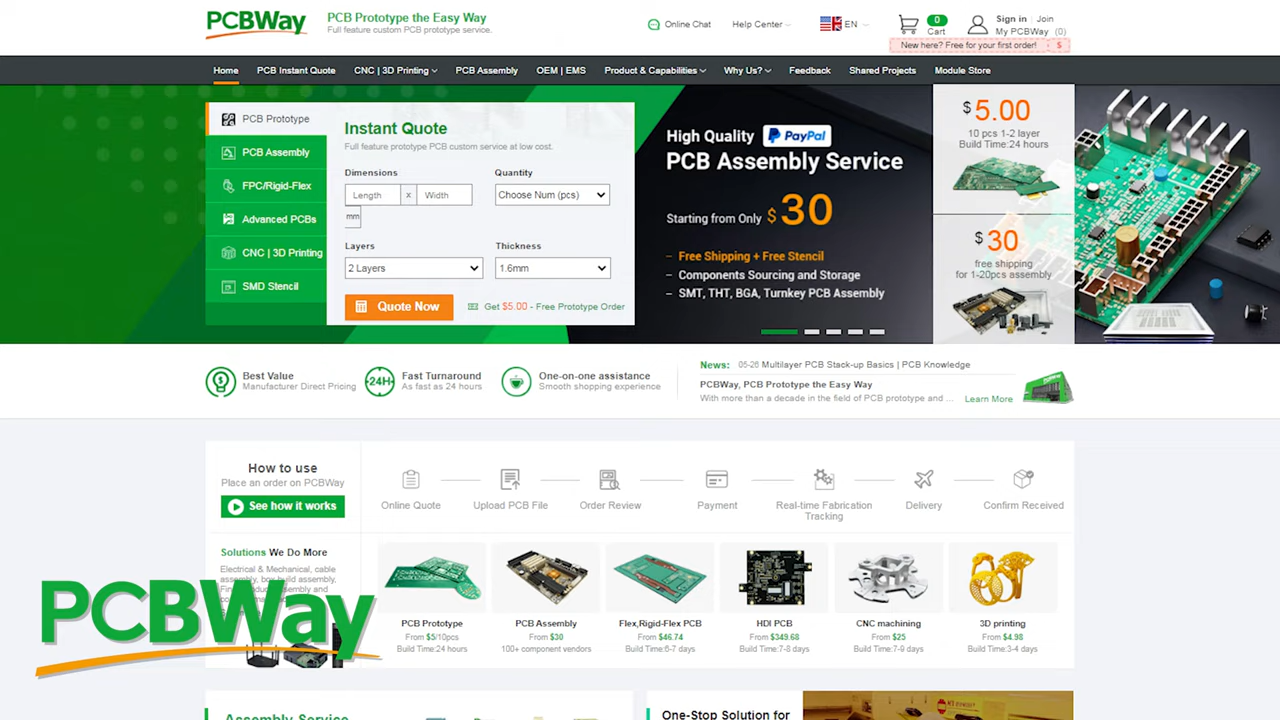 PCBWay
PCB Prototype the Easy Way
Full feature custom PCB prototype service.
Online Chat
Help Center
EN
0
Cart
Sign in | Join
My PCBWay (0)
New here? Free for your first order! $
Home
PCB Instant Quote
CNC | 3D Printing
PCB Assembly
OEM | EMS
Product & Capabilities
Why Us?
Feedback
Shared Projects
Module Store
PCB Prototype
PCB Assembly
FPC/Rigid-Flex
Advanced PCBs
CNC | 3D Printing
SMD Stencil
Instant Quote
Full feature prototype PCB custom service at low cost.
Dimensions
Quantity
Length x Width
Choose Num (pcs)
mm
Layers
Thickness
2 Layers
1.6mm
Quote Now
Get $5.00 - Free Prototype Order
High Quality PayPal
PCB Assembly Service
Starting from Only $30
– Free Shipping + Free Stencil
– Components Sourcing and Storage
– SMT, THT, BGA, Turnkey PCB Assembly
$5.00
10 pcs 1-2 layer
Build Time:24 hours
$30
free shipping
for 1-20pcs assembly
Best Value
Manufacturer Direct Pricing
24H
Fast Turnaround
As fast as 24 hours
One-on-one assistance
Smooth shopping experience
News: 05-26 Multilayer PCB Stack-up Basics | PCB Knowledge
PCBWay, PCB Prototype the Easy Way
With more than a decade in the field of PCB prototype and ... Learn More
How to use
Place an order on PCBWay
See how it works
Online Quote
Upload PCB File
Order Review
Payment
Real-time Fabrication
Tracking
Delivery
Confirm Received
Solutions We Do More
Electrical & Mechanical, cable
assembly, box build assembly,
PCBWay
PCB Prototype
From $5/10pcs
Build Time:24 hours
PCB Assembly
From $30
100+ component vendors
Flex,Rigid-Flex PCB
From $46.74
Build Time:6-7 days
HDI PCB
From $349.68
Build Time:7-8 days
CNC machining
From $25
Build Time:7-9 days
3D printing
From $4.98
Build Time:3-4 days
Assembly Service
One-Stop Solution for